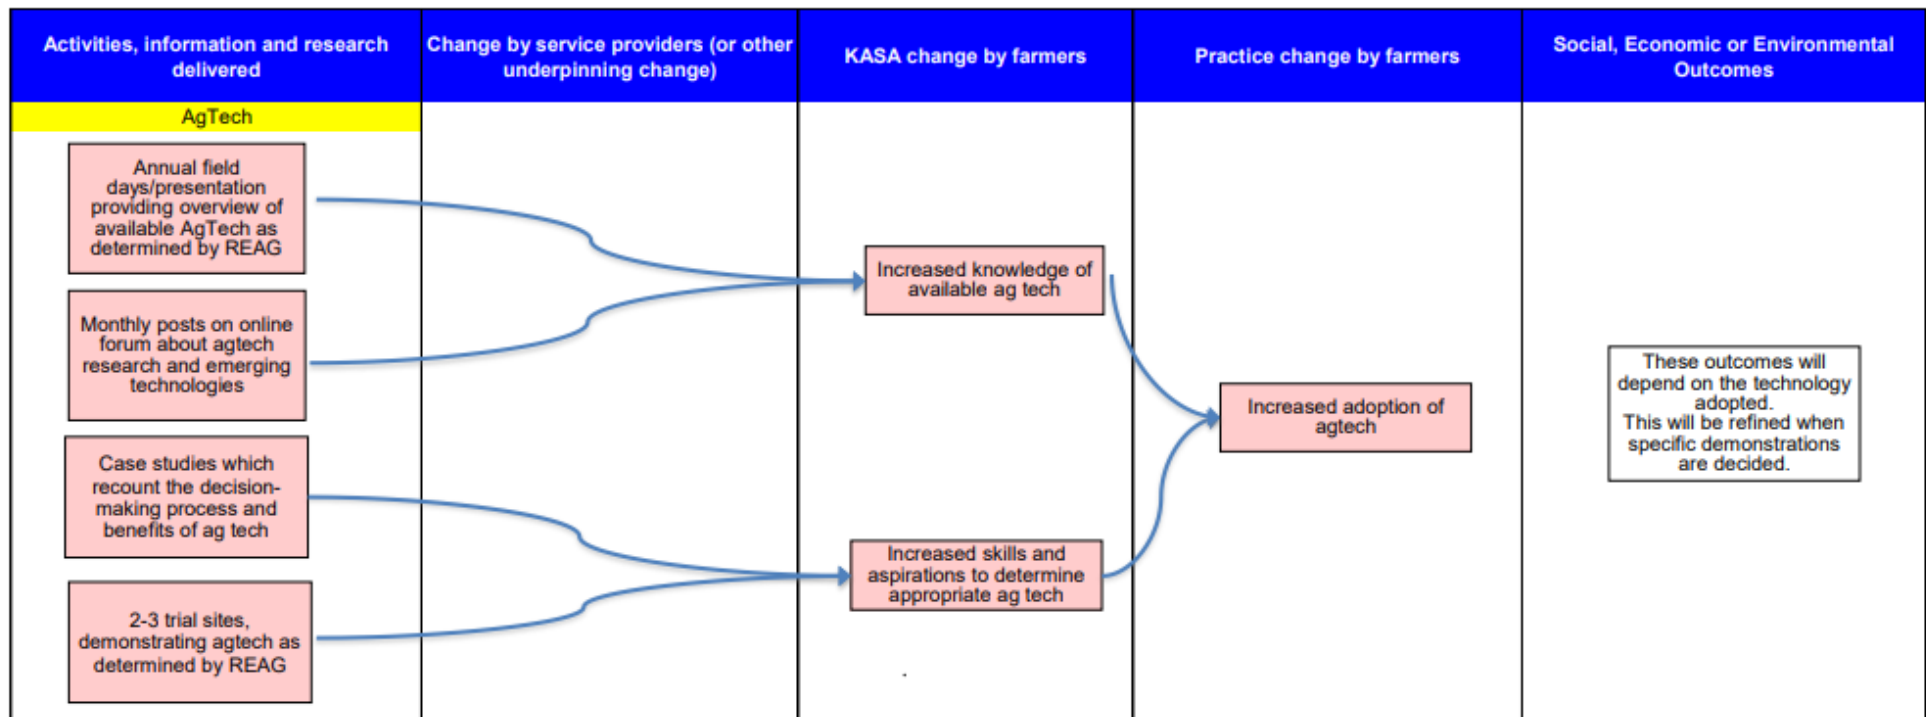 Activities, information and research
delivered
Change by service providers (or other
underpinning change)
KASA change by farmers
Practice change by farmers
Social, Economic or Environmental
Outcomes
AgTech
Annual field
days/presentation
providing overview of
available AgTech as
determined by REAG
Monthly posts on online
forum about agtech
research and emerging
technologies
Case studies which
recount the decision-
making process and
benefits of ag tech
2-3 trial sites,
demonstrating agtech as
determined by REAG
Increased knowledge of
available ag tech
Increased skills and
aspirations to determine
appropriate ag tech
Increased adoption of
agtech
These outcomes will
depend on the technology
adopted.
This will be refined when
specific demonstrations
are decided.